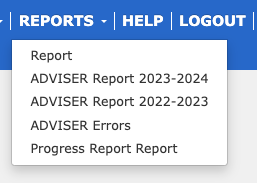 REPORTS HELP LOGOUT
Report
ADVISER Report 2023-2024
ADVISER Report 2022-2023
ADVISER Errors
Progress Report Report